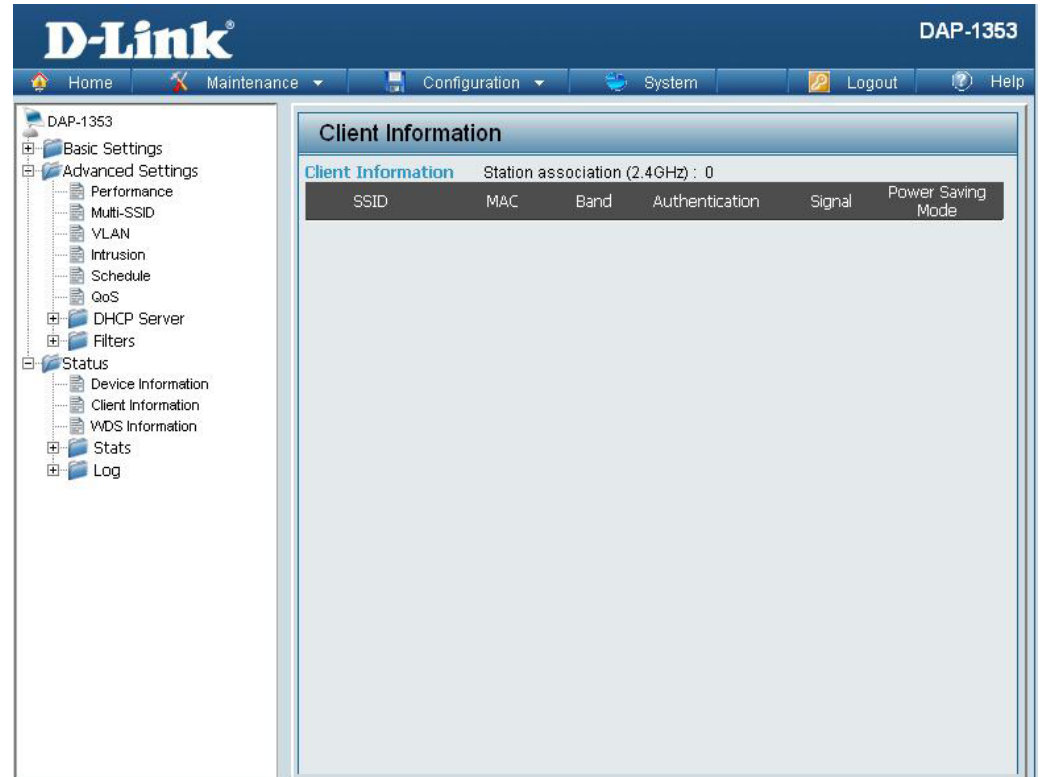 D-Link®
DAP-1353
Home Maintenance Configuration System Logout Help
DAP-1353
Basic Settings
Advanced Settings
Performance
Multi-SSID
VLAN
Intrusion
Schedule
QoS
DHCP Server
Filters
Status
Device Information
Client Information
WDS Information
Stats
Log
Client Information
Client Information Station association (2.4GHz) : 0
SSID MAC Band Authentication Signal Power Saving Mode